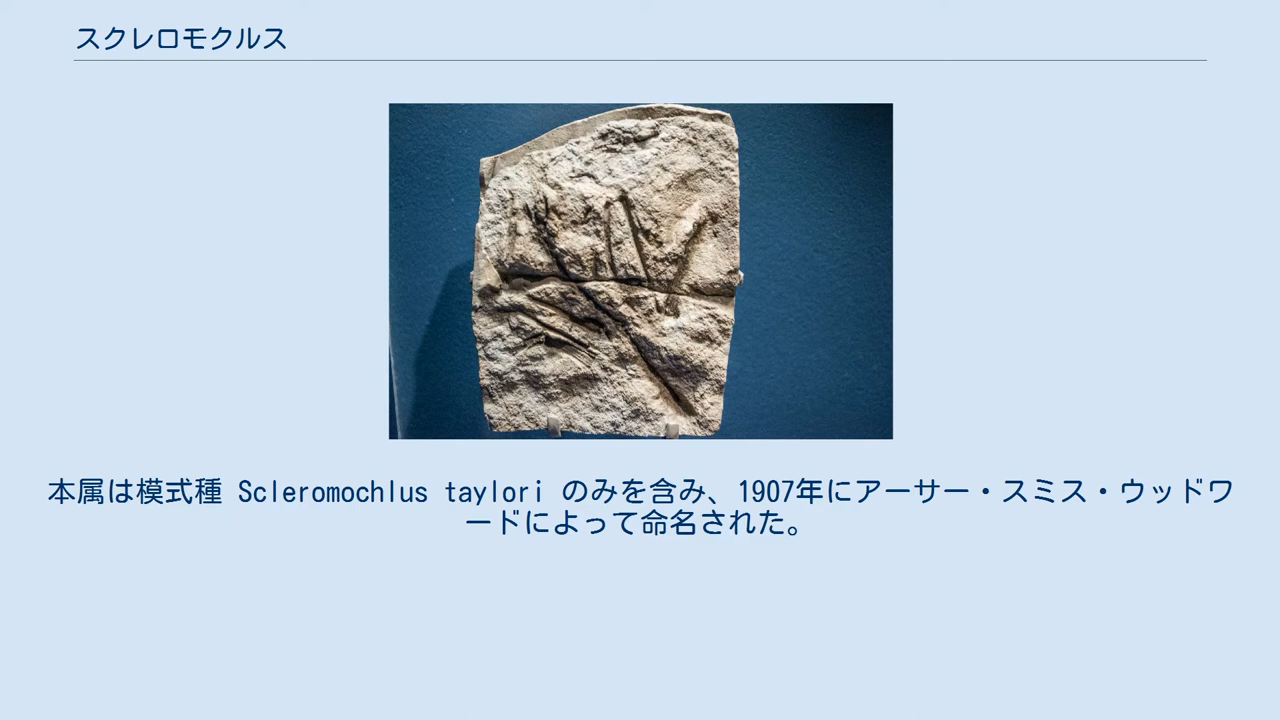 スクレロモクルス
本属は模式種 Scleromochlus taylori のみを含み、1907年にアーサー・スミス・ウッドワ
ードによって命名された。